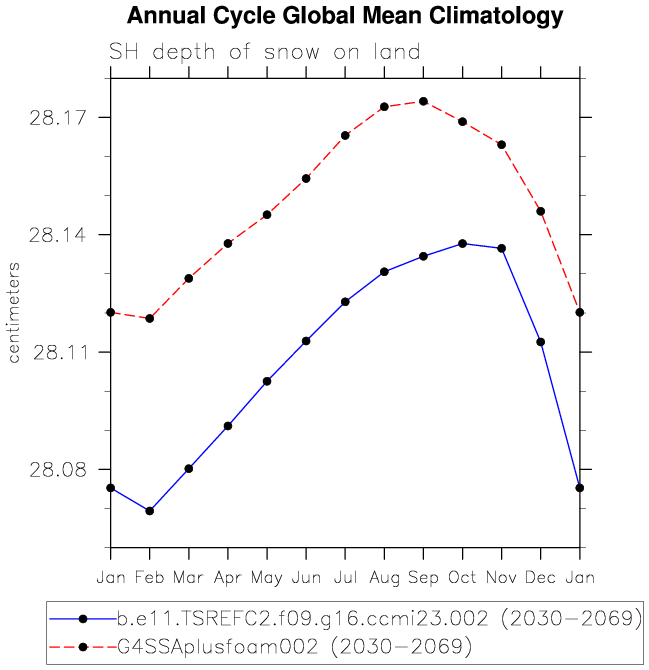 Annual Cycle Global Mean Climatology
SH depth of snow on land
28.17
28.14
28.11
28.08
centimeters
Jan Feb Mar Apr May Jun Jul Aug Sep Oct Nov Dec Jan
b.e11.TSREFC2.f09.g16.ccmi23.002 (2030-2069)
G4SSAplusfoam002 (2030-2069)